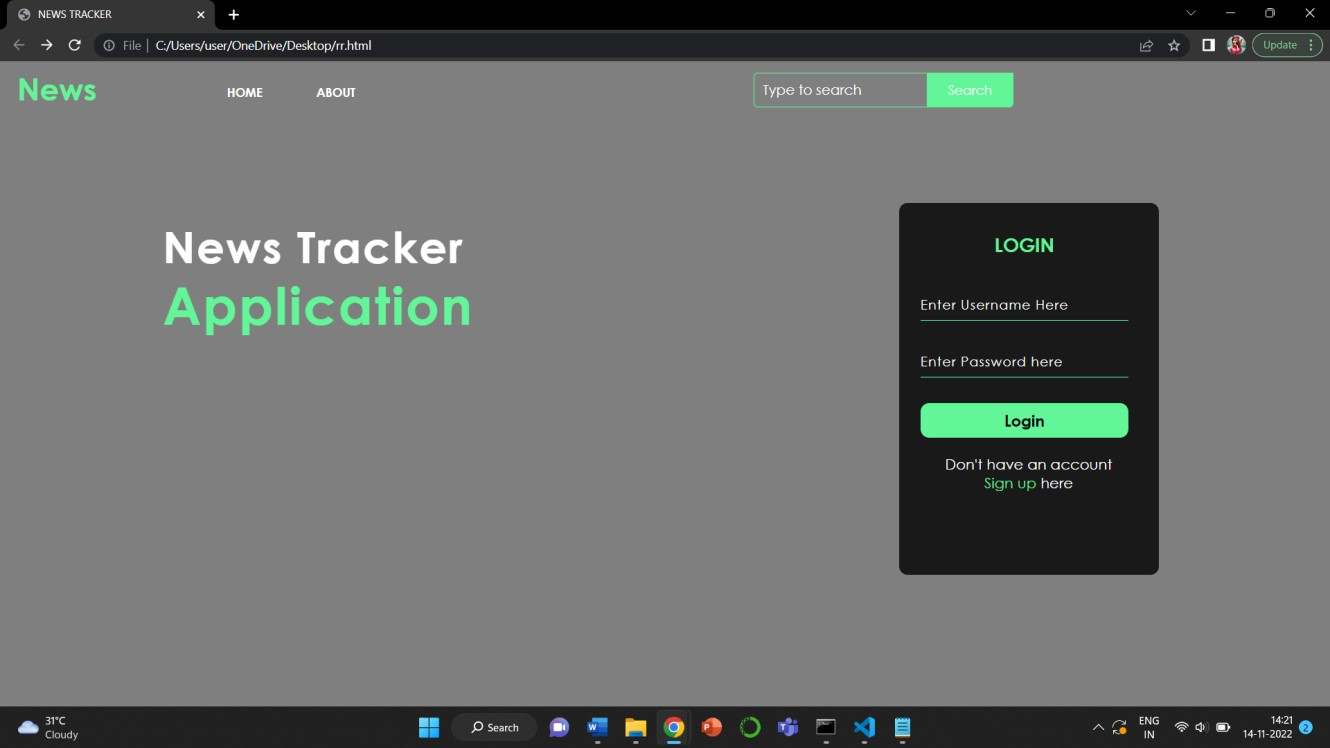 NEWS TRACKER
File
C:/Users/user/OneDrive/Desktop/rr.html
Update
News
HOME
ABOUT
Type to search
Search
News Tracker
Application
LOGIN
Enter Username Here
Enter Password here
Login
Don't have an account
Sign up here
31°C
Cloudy
Search
ENG
IN
14:21
14-11-2022
2